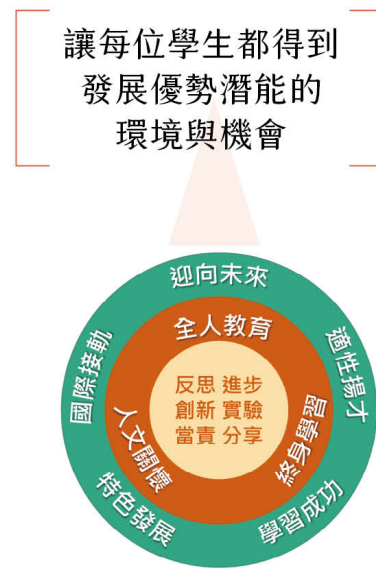 讓每位學生都得到
發展優勢潛能的
環境與機會
迎向未來
國際接軌
適性揚才
特色發展
學習成功
全人教育
人文關懷
終身學習
反思 進步
創新 實驗
當責 分享